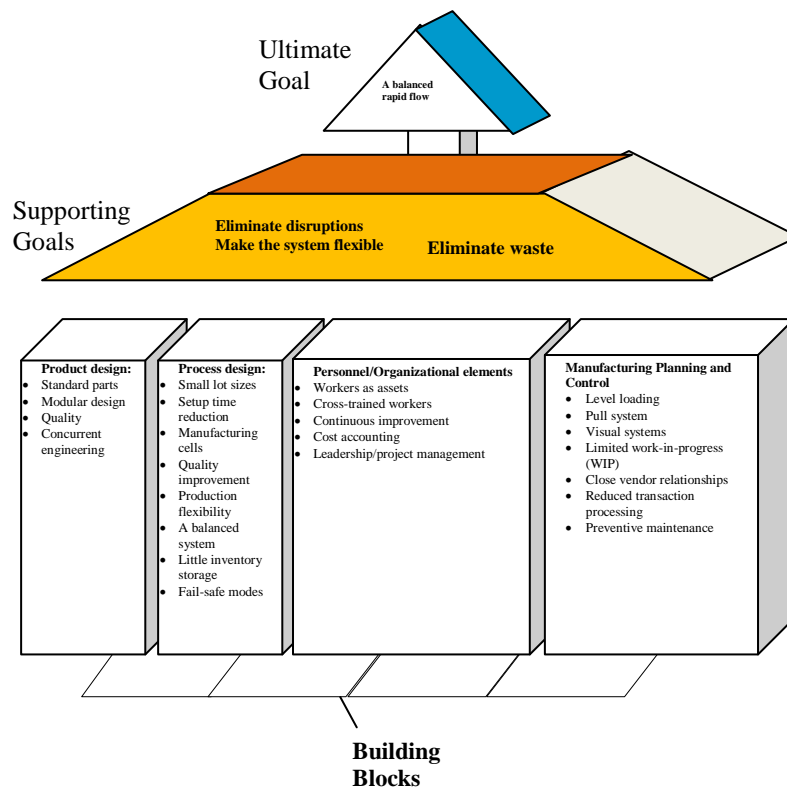 Ultimate
Goal
A balanced
rapid flow
Supporting
Goals
Eliminate disruptions
Make the system flexible
Eliminate waste
Product design:
• Standard parts
• Modular design
• Quality
• Concurrent
engineering
Process design:
• Small lot sizes
• Setup time
reduction
• Manufacturing
cells
• Quality
improvement
• Production
flexibility
• A balanced
system
• Little inventory
storage
• Fail-safe modes
Personnel/Organizational elements
• Workers as assets
• Cross-trained workers
• Continuous improvement
• Cost accounting
• Leadership/project management
Manufacturing Planning and
Control
• Level loading
• Pull system
• Visual systems
• Limited work-in-progress
(WIP)
• Close vendor relationships
• Reduced transaction
processing
• Preventive maintenance
Building
Blocks